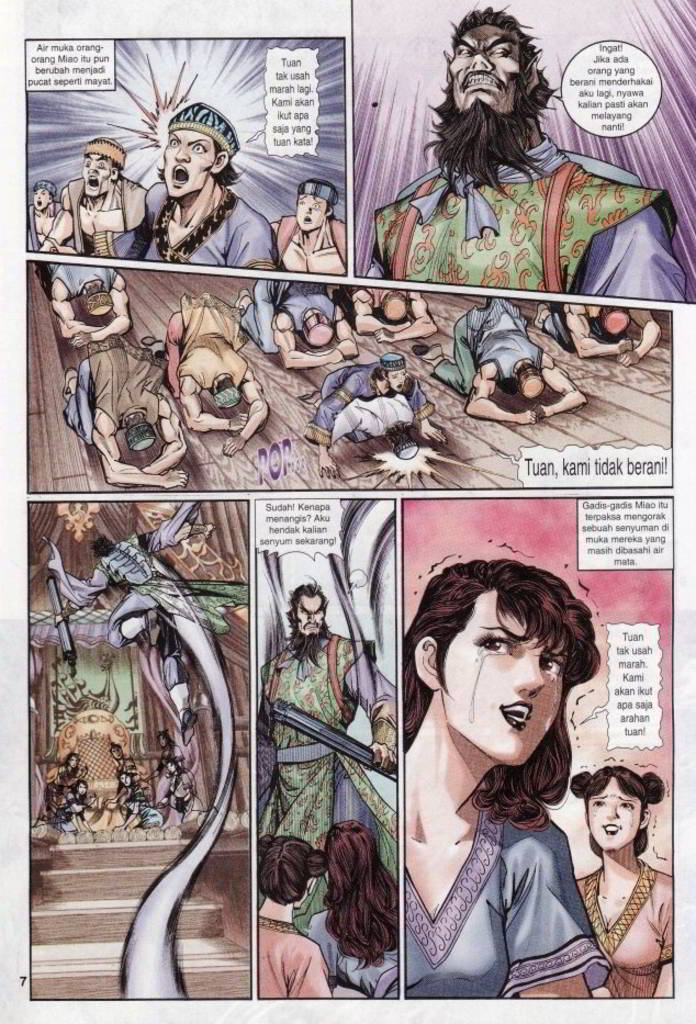 Air muka orang-
orang Miao itu pun
berubah menjadi
pucat seperti mayat.
Tuan
tak usah
marah lagi.
Kami akan
ikut apa
saja yang
tuan kata!
Ingat!
Jika ada
orang yang
berani menderhakai
aku lagi, nyawa
kalian pasti akan
melayang
nanti!
POP
Tuan, kami tidak berani!
Sudah! Kenapa
menangis? Aku
hendak kalian
senyum sekarang!
Gadis-gadis Miao itu
terpaksa mengorak
sebuah senyuman di
muka mereka yang
masih dibasahi air
mata.
Tuan
tak usah
marah.
Kami
akan ikut
apa saja
arahan
tuan!
7